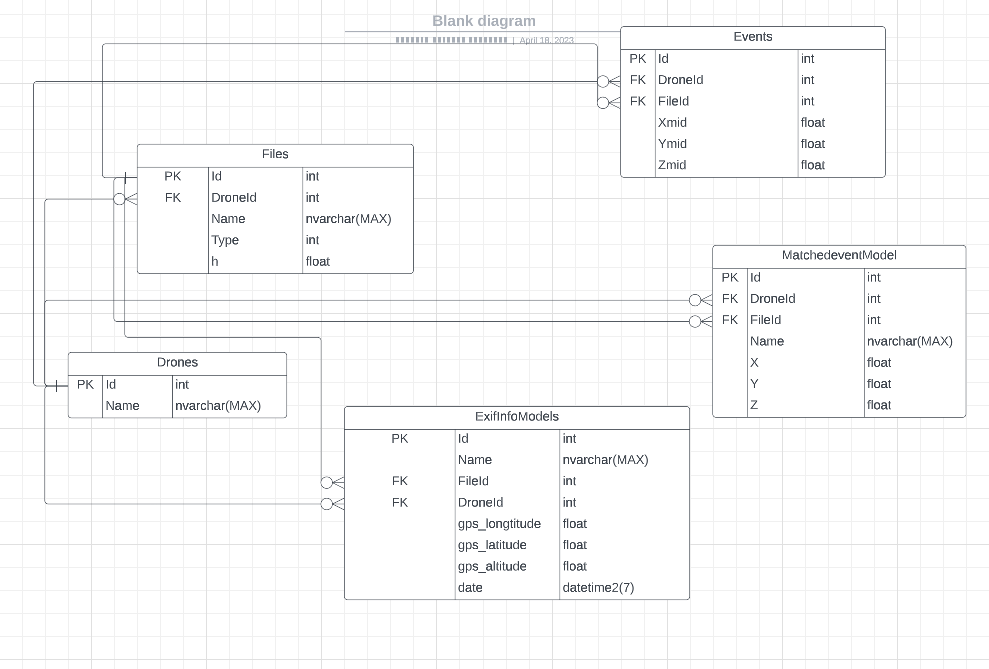 Blank diagram
| April 18, 2023
Events
PK Id int
FK DroneId int
FK FileId int
Xmid float
Ymid float
Zmid float
Files
PK Id int
FK DroneId int
Name nvarchar(MAX)
Type int
h float
MatchedeventModel
PK Id int
FK DroneId int
FK FileId int
Name nvarchar(MAX)
X float
Y float
Z float
Drones
PK Id int
Name nvarchar(MAX)
ExifInfoModels
PK Id int
Name nvarchar(MAX)
FK FileId int
FK DroneId int
gps_longtitude float
gps_latitude float
gps_altitude float
date datetime2(7)